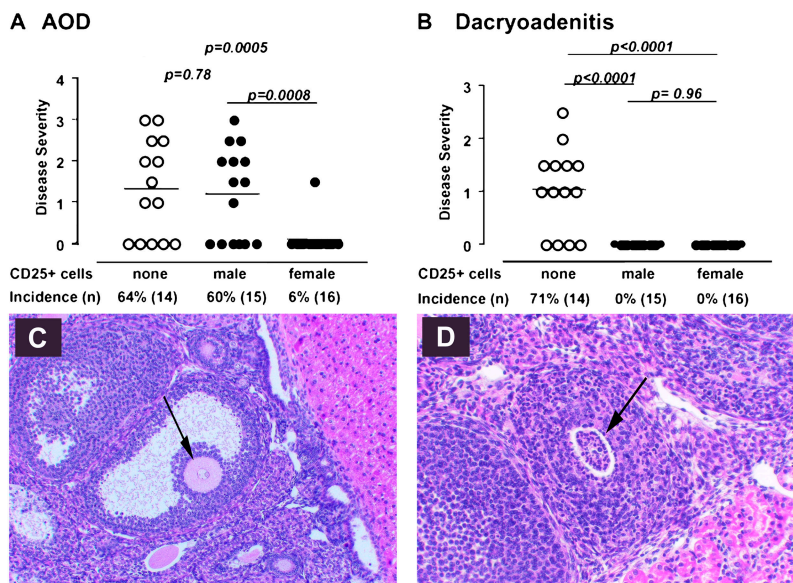 A AOD
p=0.0005
p=0.78
p=0.0008
Disease Severity
4
3
2
1
0
CD25+ cells none male female
Incidence (n) 64% (14) 60% (15) 6% (16)
B Dacryoadenitis
p<0.0001
p<0.0001
p= 0.96
Disease Severity
3
2
1
0
CD25+ cells none male female
Incidence (n) 71% (14) 0% (15) 0% (16)
C
D